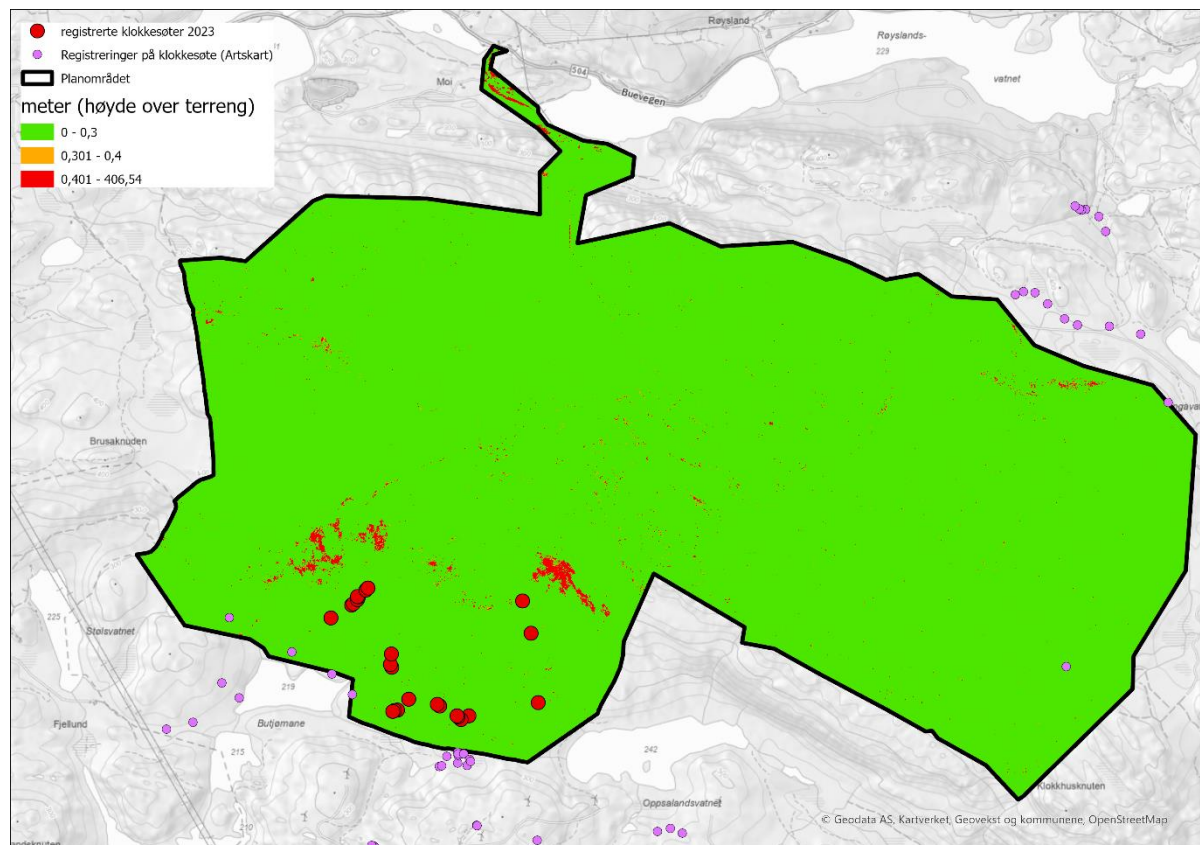 registrerte klokkesøter 2023
Registreringer på klokkesøte (Artskart)
Planområdet
meter (høyde over terreng)
0 - 0,3
0,301 - 0,4
0,401 - 406,54
Røysland
Røyslands-
229
vatnet
Moi
504
Buevegen
Brusaknuden
225
Stølsvatnet
219
Fjellund
Butjørnane
215
242
Oppsalandsvatnet
210
Klokkhusknuten
© Geodata AS, Kartverket, Geovekst og kommunene, OpenStreetMap